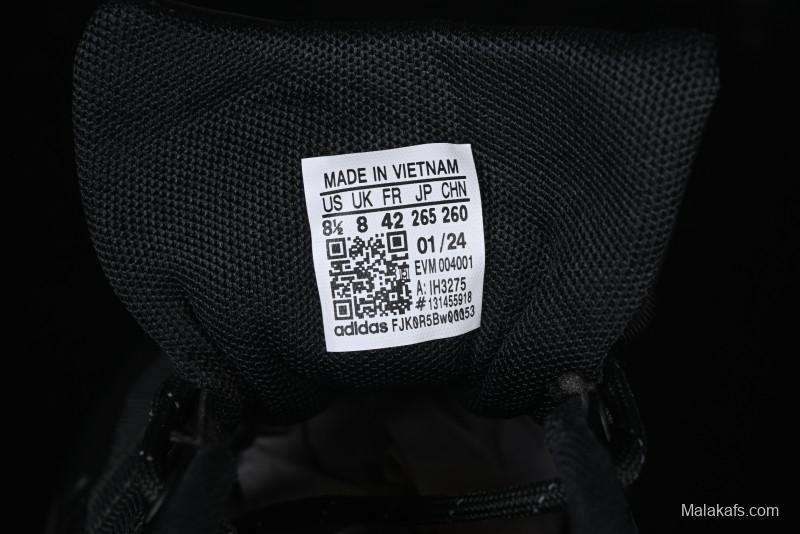 MADE IN VIETNAM
US UK FR JP CHN
8½ 8 42 265 260
01/24
EVM 004001
A: IH3275
# 131455918
adidas FJK0R5Bw00053
Malakafs.com